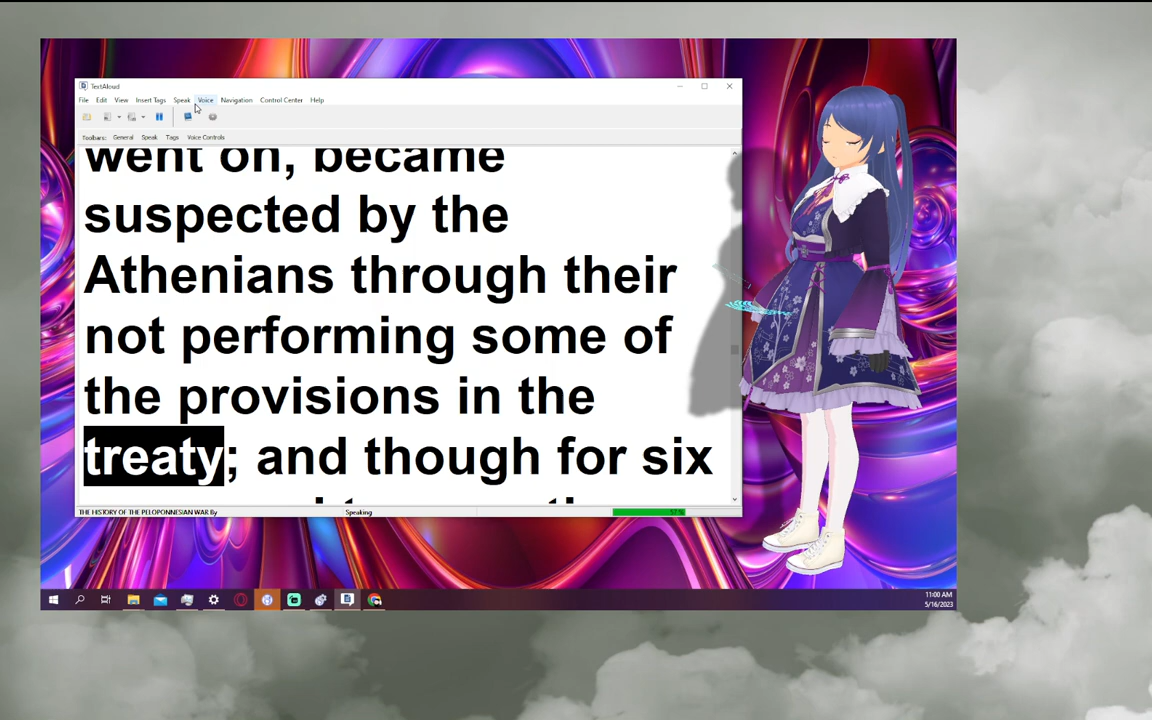 TextAloud
File Edit View Insert Tags Speak Voice Navigation Control Center Help
Toolbars: General Speak Tags Voice Controls
went on, became
suspected by the
Athenians through their
not performing some of
the provisions in the
treaty; and though for six
THE HISTORY OF THE PELOPONNESIAN WAR By Speaking 57 %
11:00 AM
5/16/2023